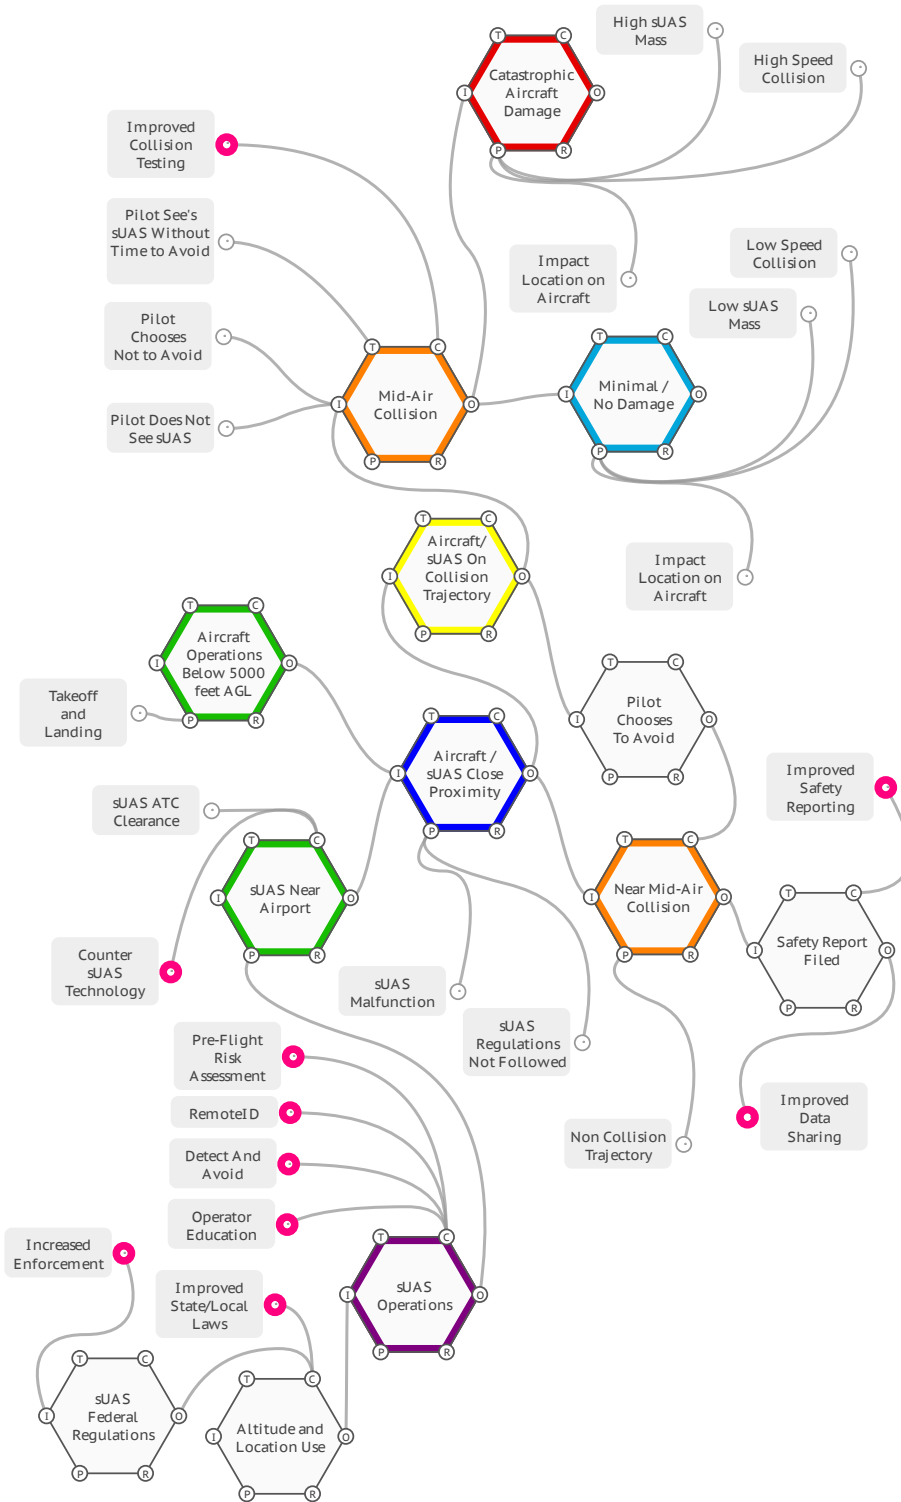 High sUAS
Mass
High Speed
Collision
T
C
I
Catastrophic
Aircraft
Damage
O
P
R
Improved
Collision
Testing
Pilot See's
sUAS Without
Time to Avoid
Impact
Location on
Aircraft
Low Speed
Collision
Low sUAS
Mass
Pilot
Chooses
Not to Avoid
Pilot Does Not
See sUAS
T
C
I
Mid-Air
Collision
O
P
R
T
C
I
Minimal /
No Damage
O
P
R
T
C
I
Aircraft/
sUAS On
Collision
Trajectory
O
P
R
Impact
Location on
Aircraft
T
C
I
Aircraft
Operations
Below 5000
feet AGL
O
P
R
Takeoff
and
Landing
T
C
I
Pilot
Chooses
To Avoid
O
P
R
T
C
I
Aircraft /
sUAS Close
Proximity
O
P
R
Improved
Safety
Reporting
sUAS ATC
Clearance
T
C
I
sUAS Near
Airport
O
P
R
T
C
I
Near Mid-Air
Collision
O
P
R
T
C
I
Safety Report
Filed
O
P
R
Counter
sUAS
Technology
sUAS
Malfunction
sUAS
Regulations
Not Followed
Pre-Flight
Risk
Assessment
RemoteID
Detect And
Avoid
Operator
Education
Non Collision
Trajectory
Improved
Data
Sharing
Increased
Enforcement
Improved
State/Local
Laws
T
C
I
sUAS
Operations
O
P
R
T
C
I
sUAS
Federal
Regulations
O
P
R
T
C
I
Altitude and
Location Use
O
P
R